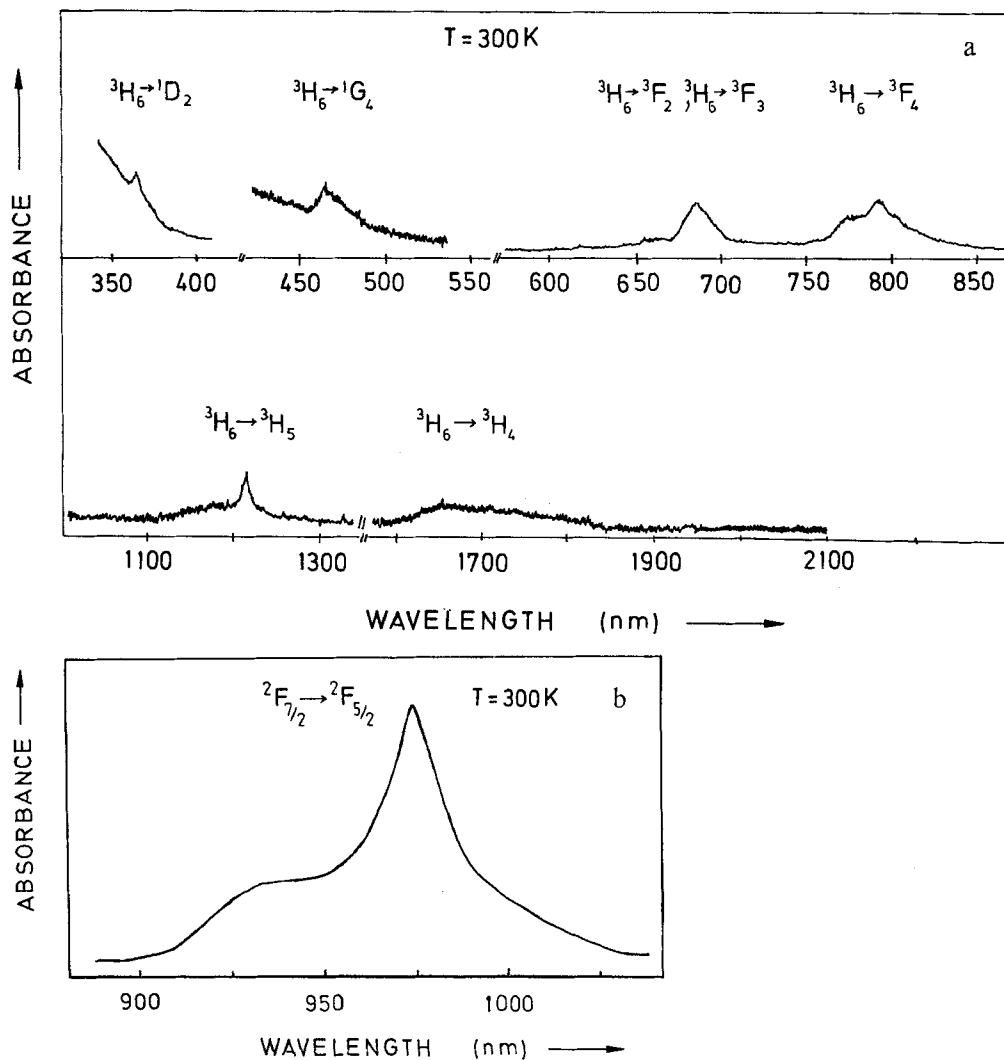 T = 300K a
³H₆→¹D₂ ³H₆→¹G₄ ³H₆→³F₂ , ³H₆→³F₃ ³H₆→³F₄
ABSORBANCE
350 400 450 500 550 600 650 700 750 800 850
³H₆→³H₅ ³H₆→³H₄
1100 1300 1700 1900 2100
WAVELENGTH (nm)
²F₇/₂→²F₅/₂ T = 300K b
ABSORBANCE
900 950 1000
WAVELENGTH (nm)